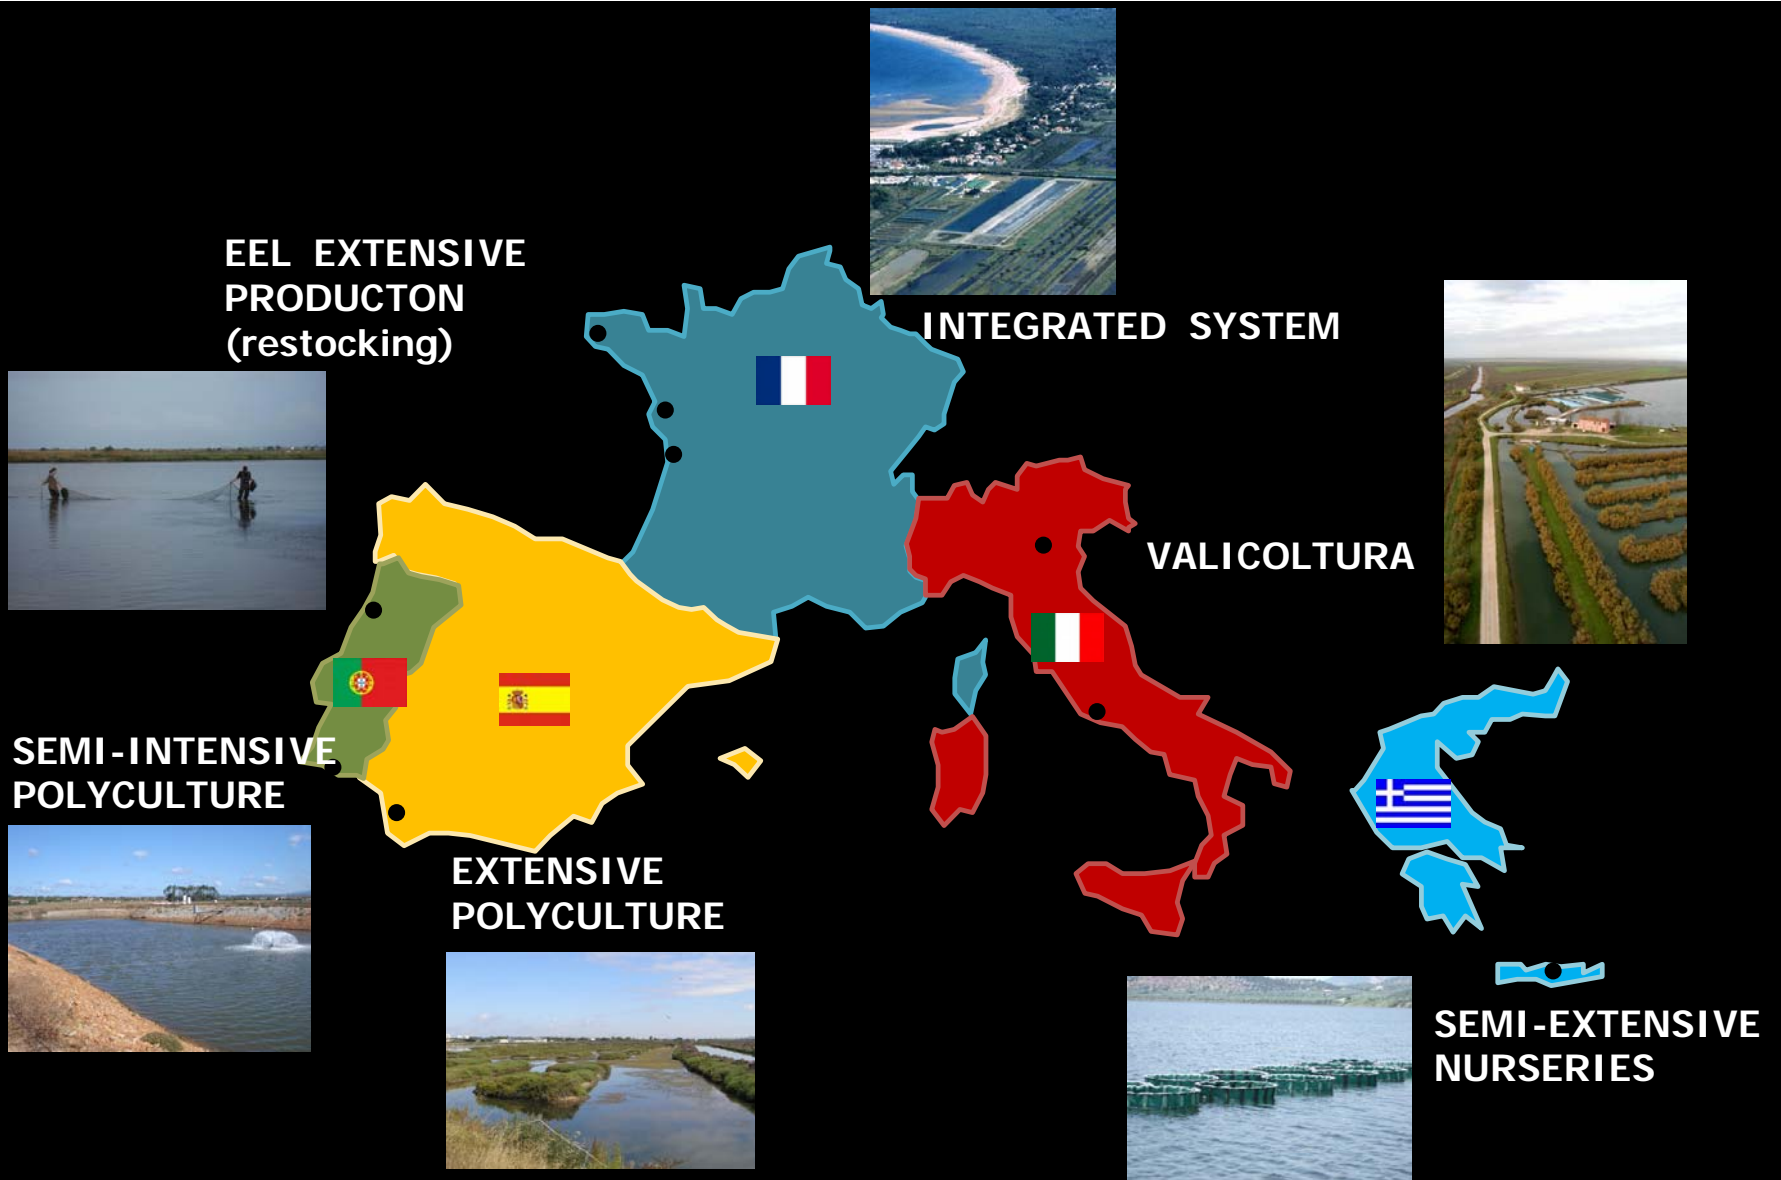 EEL EXTENSIVE
PRODUCTON
(restocking)
INTEGRATED SYSTEM
VALICOLTURA
SEMI-INTENSIVE
POLYCULTURE
EXTENSIVE
POLYCULTURE
SEMI-EXTENSIVE
NURSERIES